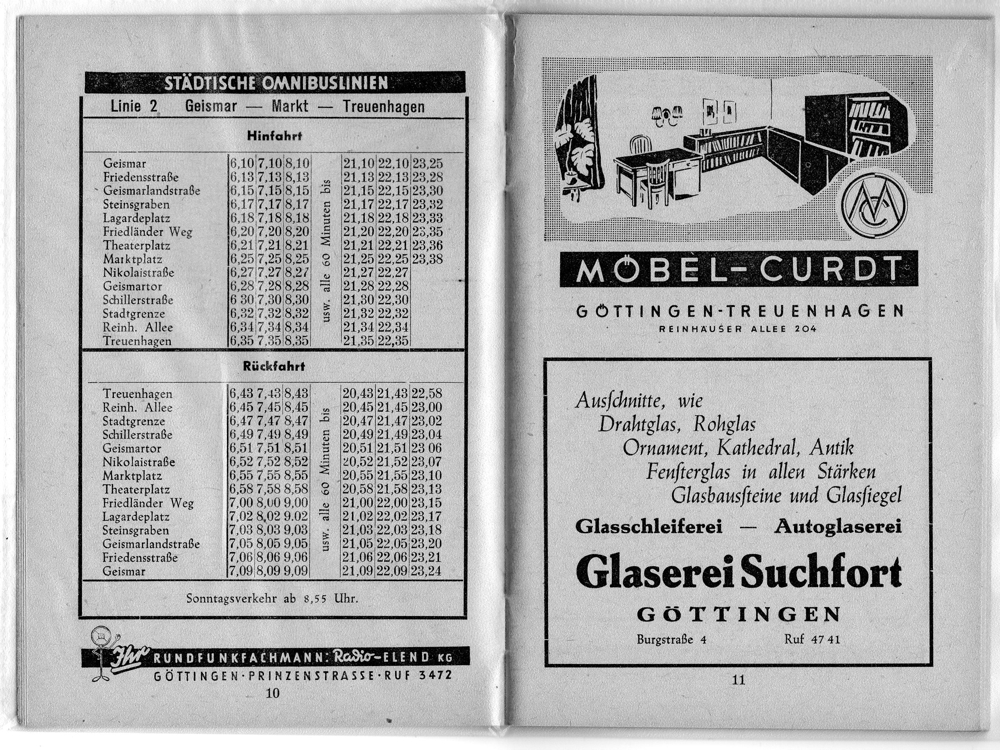 STÄDTISCHE OMNIBUSLINIEN
Linie 2 Geismar — Markt — Treuenhagen
Hinfahrt
Geismar 6,10 7,10 8,10 21,10 22,10 23,25
Friedensstraße 6,13 7,13 8,13 21,13 22,13 23,28
Geismarlandstraße 6,15 7,15 8,15 21,15 22,15 23,30
Steinsgraben 6,17 7,17 8,17 21,17 22,17 23,32
Lagardeplatz 6,18 7,18 8,18 21,18 22,18 23,33
Friedländer Weg 6,20 7,20 8,20 21,20 22,20 23,35
Theaterplatz 6,21 7,21 8,21 21,21 22,21 23,36
Marktplatz 6,25 7,25 8,25 21,25 22,25 23,38
Nikolaistraße 6,27 7,27 8,27 21,27 22,27
Geismartor 6,28 7,28 8,28 21,28 22,28
Schillerstraße 6 30 7,30 8,30 21,30 22,30
Stadtgrenze 6,32 7,32 8,32 21,32 22,32
Reinh. Allee 6,34 7,34 8,34 21,34 22,34
Treuenhagen 6,35 7,35 8,35 21,35 22,35
usw. alle 60 Minuten bis
Rückfahrt
Treuenhagen 6,43 7,43 8,43 20,43 21,43 22,58
Reinh. Allee 6,45 7,45 8,45 20,45 21,45 23,00
Stadtgrenze 6,47 7,47 8,47 20,47 21,47 23,02
Schillerstraße 6,49 7,49 8,49 20,49 21,49 23,04
Geismartor 6,51 7,51 8,51 20,51 21,51 23 06
Nikolaistraße 6,52 7,52 8,52 20,52 21,52 23,07
Marktplatz 6,55 7,55 8,55 20,55 21,55 23,10
Theaterplatz 6,58 7,58 8,58 20,58 21,58 23,13
Friedländer Weg 7,00 8,00 9,00 21,00 22,00 23,15
Lagardeplatz 7,02 8,02 9,02 21,02 22,02 23,17
Steinsgraben 7,03 8,03 9,03 21,03 22,03 23,18
Geismarlandstraße 7,05 8,05 9,05 21,05 22,05 23,20
Friedensstraße 7,06 8,06 9,06 21,06 22,06 23,21
Geismar 7,09 8,09 9,09 21,09 22,09 23,24
usw. alle 60 Minuten bis
Sonntagsverkehr ab 8,55 Uhr.
Ihr RUNDFUNKFACHMANN: Radio-ELEND KG
GÖTTINGEN·PRINZENSTRASSE·RUF 3472
10
MÖBEL-CURDT
GÖTTINGEN-TREUENHAGEN
REINHÄUSER ALLEE 204
Ausſchnitte, wie
Drahtglas, Rohglas
Ornament, Kathedral, Antik
Fenſterglas in allen Stärken
Glasbauſteine und Glasſiegel
Glasschleiferei — Autoglaserei
Glaserei Suchfort
GÖTTINGEN
Burgstraße 4 Ruf 47 41
11